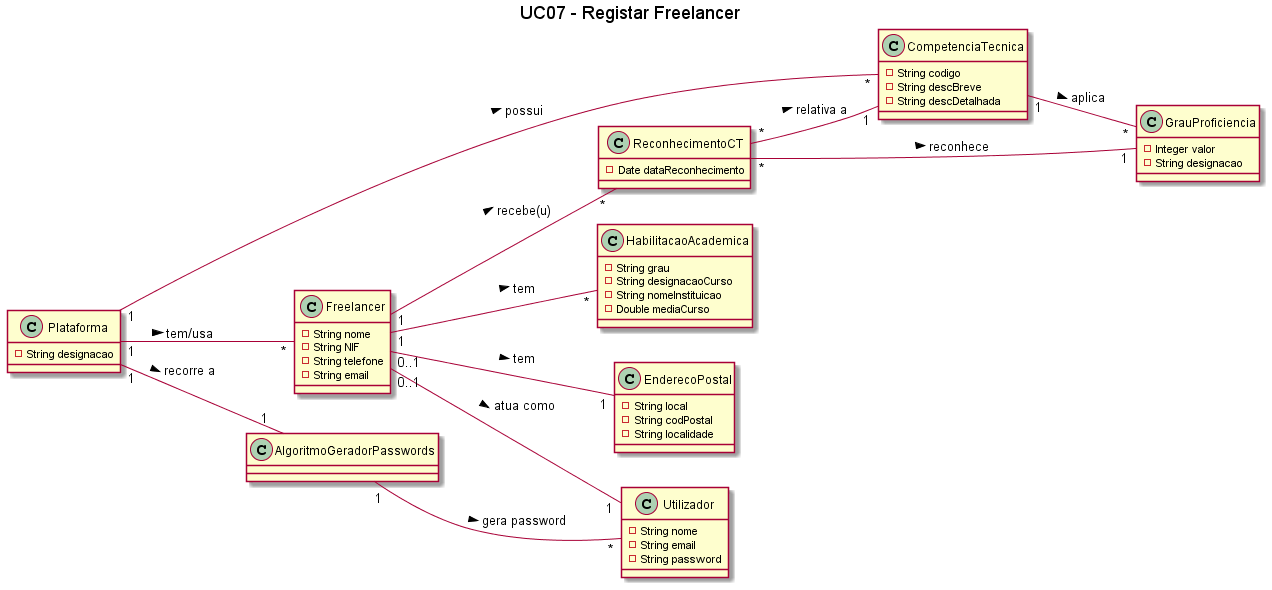 UC07 - Registar Freelancer
C CompetenciaTecnica
String codigo
String descBreve
String descDetalhada
possui
*
relativa a
1
1
aplica
*
C GrauProficiencia
Integer valor
String designacao
C ReconhecimentoCT
Date dataReconhecimento
*
*
reconhece
1
recebe(u)
*
C HabilitacaoAcademica
String grau
String designacaoCurso
String nomeInstituicao
Double mediaCurso
tem
*
C Freelancer
String nome
String NIF
String telefone
String email
1
1
0..1
0..1
C Plataforma
String designacao
1
1
1
tem/usa
*
recorre a
1
tem
1
C EnderecoPostal
String local
String codPostal
String localidade
atua como
1
C AlgoritmoGeradorPasswords
1
gera password
*
C Utilizador
String nome
String email
String password